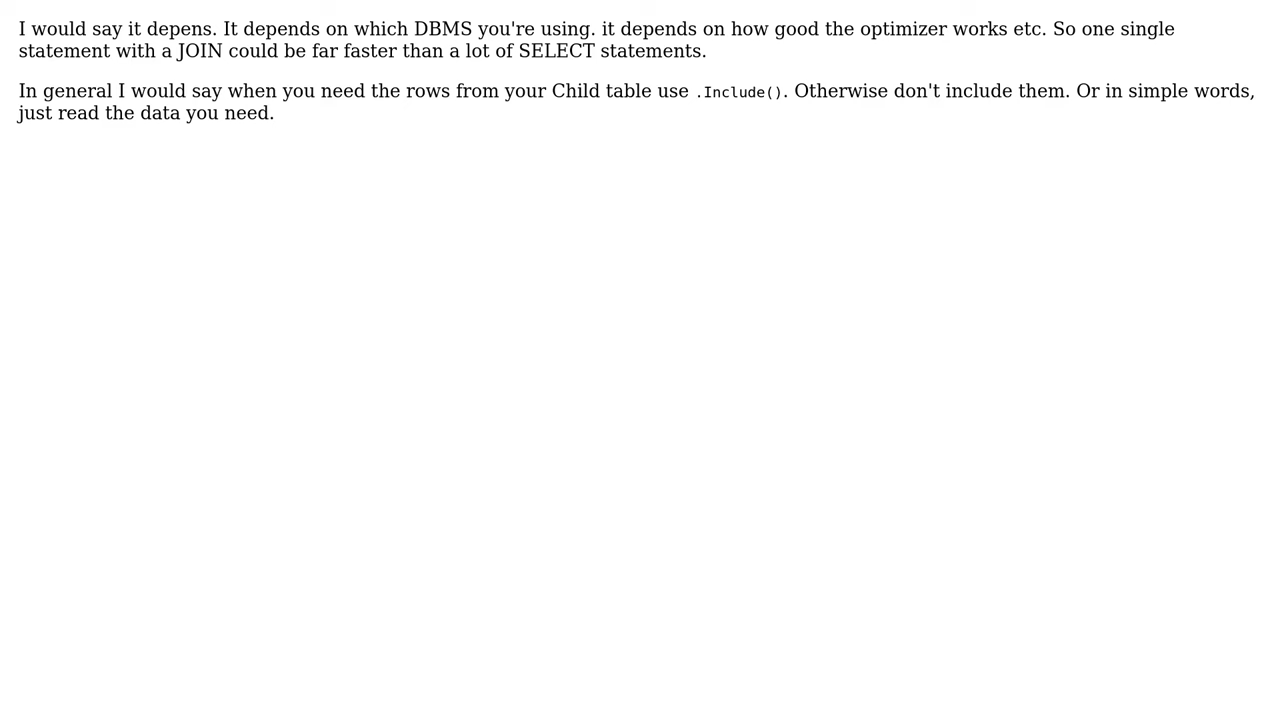 I would say it depens. It depends on which DBMS you're using. it depends on how good the optimizer works etc. So one single
statement with a JOIN could be far faster than a lot of SELECT statements.
In general I would say when you need the rows from your Child table use .Include(). Otherwise don't include them. Or in simple words,
just read the data you need.